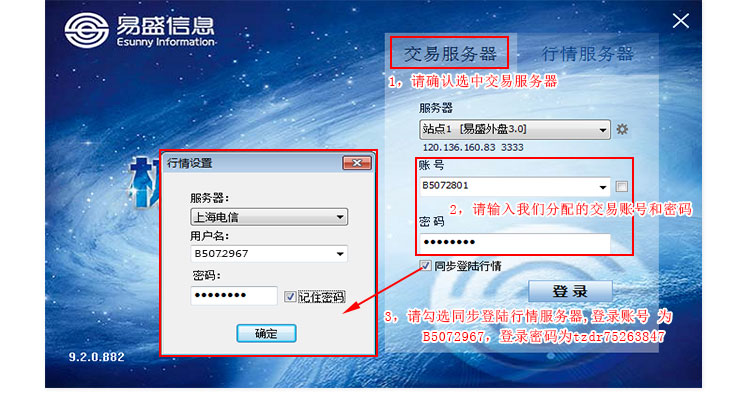 易盛信息
Esunny Information
交易服务器
行情服务器
1，请确认选中交易服务器
服务器
站点1 [易盛外盘3.0]
120.136.160.83 3333
账 号
B5072801
2，请输入我们分配的交易账号和密码
密 码
●●●●●●●●
同步登陆行情
登 录
3，请勾选同步登陆行情服务器,登录账号 为
B5072967，登录密码为tzdr75263847
行情设置
服务器：
上海电信
用户名：
B5072967
密码：
●●●●●●●●
记住密码
确定
9.2.0.882